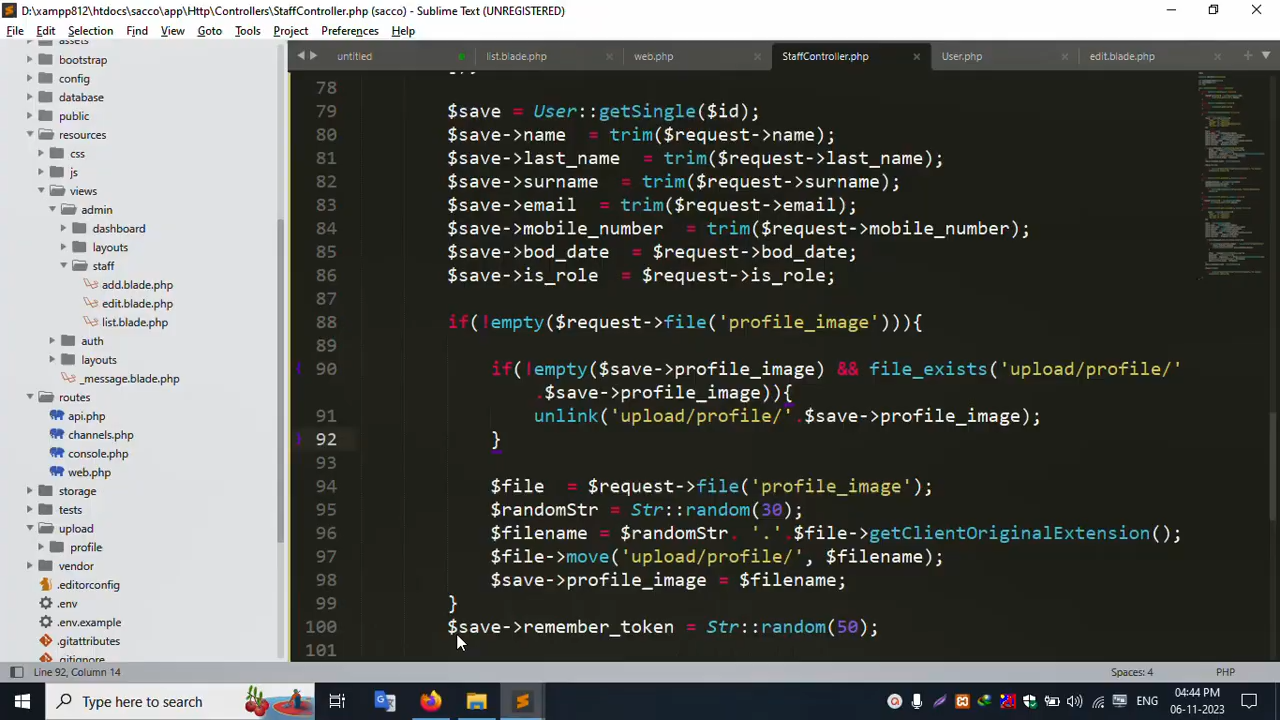 D:\xampp812\htdocs\sacco\app\Http\Controllers\StaffController.php (sacco) - Sublime Text (UNREGISTERED)
File Edit Selection Find View Goto Tools Project Preferences Help
assets
bootstrap
config
database
public
resources
css
js
views
admin
dashboard
layouts
staff
add.blade.php
edit.blade.php
list.blade.php
auth
layouts
_message.blade.php
routes
api.php
channels.php
console.php
web.php
storage
tests
upload
profile
vendor
.editorconfig
.env
.env.example
.gitattributes
.gitignore
untitled list.blade.php web.php StaffController.php User.php edit.blade.php
78
79 $save = User::getSingle($id);
80 $save->name = trim($request->name);
81 $save->last_name = trim($request->last_name);
82 $save->surname = trim($request->surname);
83 $save->email = trim($request->email);
84 $save->mobile_number = trim($request->mobile_number);
85 $save->bod_date = $request->bod_date;
86 $save->is_role = $request->is_role;
87
88 if(!empty($request->file('profile_image'))){
89
90 if(!empty($save->profile_image) && file_exists('upload/profile/'
.$save->profile_image)){
91 unlink('upload/profile/'.$save->profile_image);
92 }
93
94 $file = $request->file('profile_image');
95 $randomStr = Str::random(30);
96 $filename = $randomStr. '.'.$file->getClientOriginalExtension();
97 $file->move('upload/profile/', $filename);
98 $save->profile_image = $filename;
99 }
100 $save->remember_token = Str::random(50);
101
Line 92, Column 14 Spaces: 4 PHP
Type here to search ENG 04:44 PM
06-11-2023